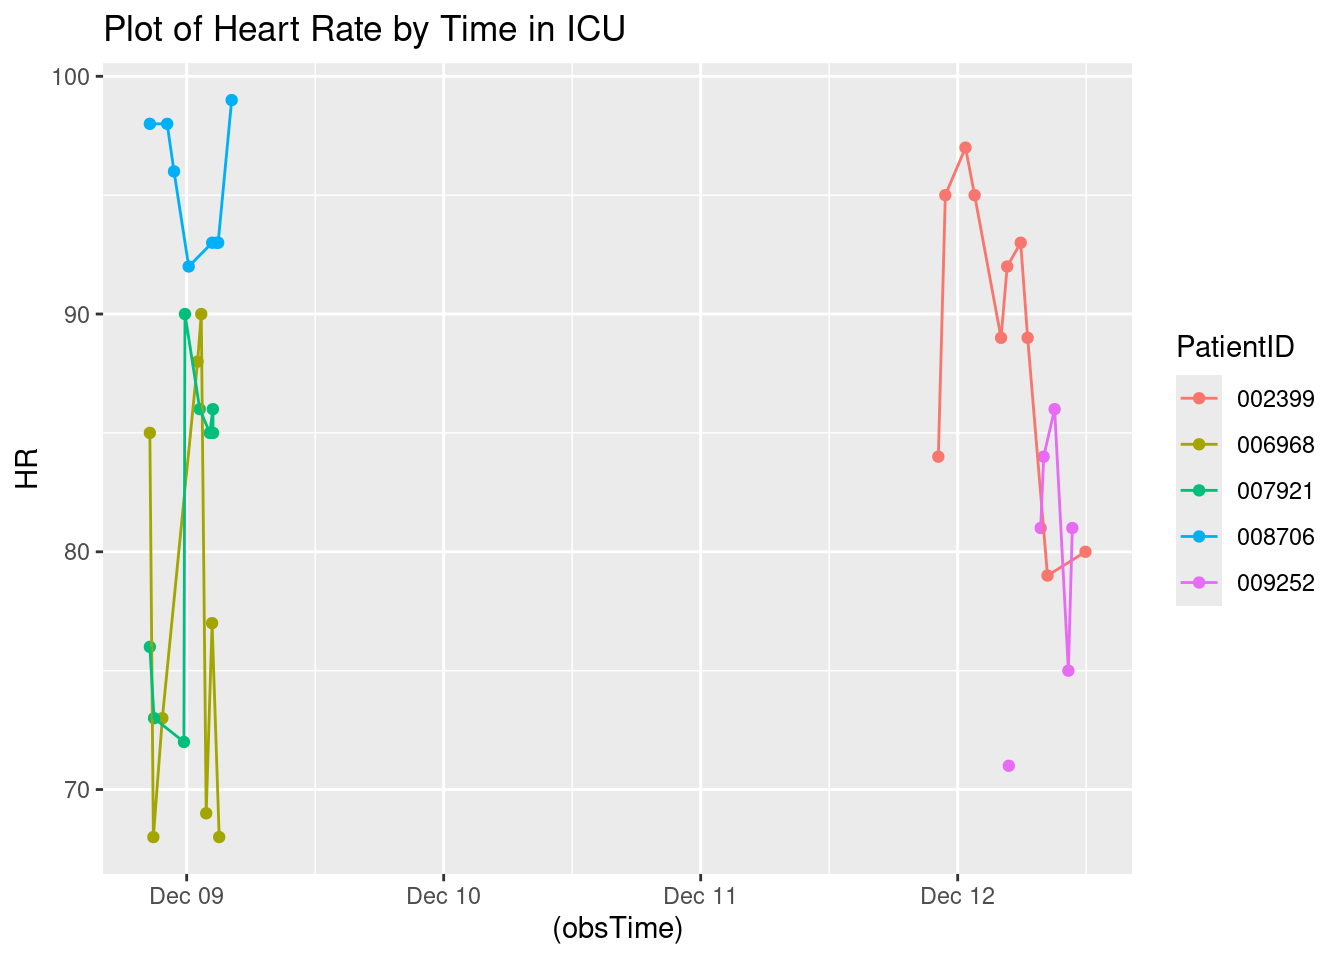 Plot of Heart Rate by Time in ICU
100
90
80
70
HR
Dec 09
Dec 10
Dec 11
Dec 12
(obsTime)
PatientID
002399
006968
007921
008706
009252